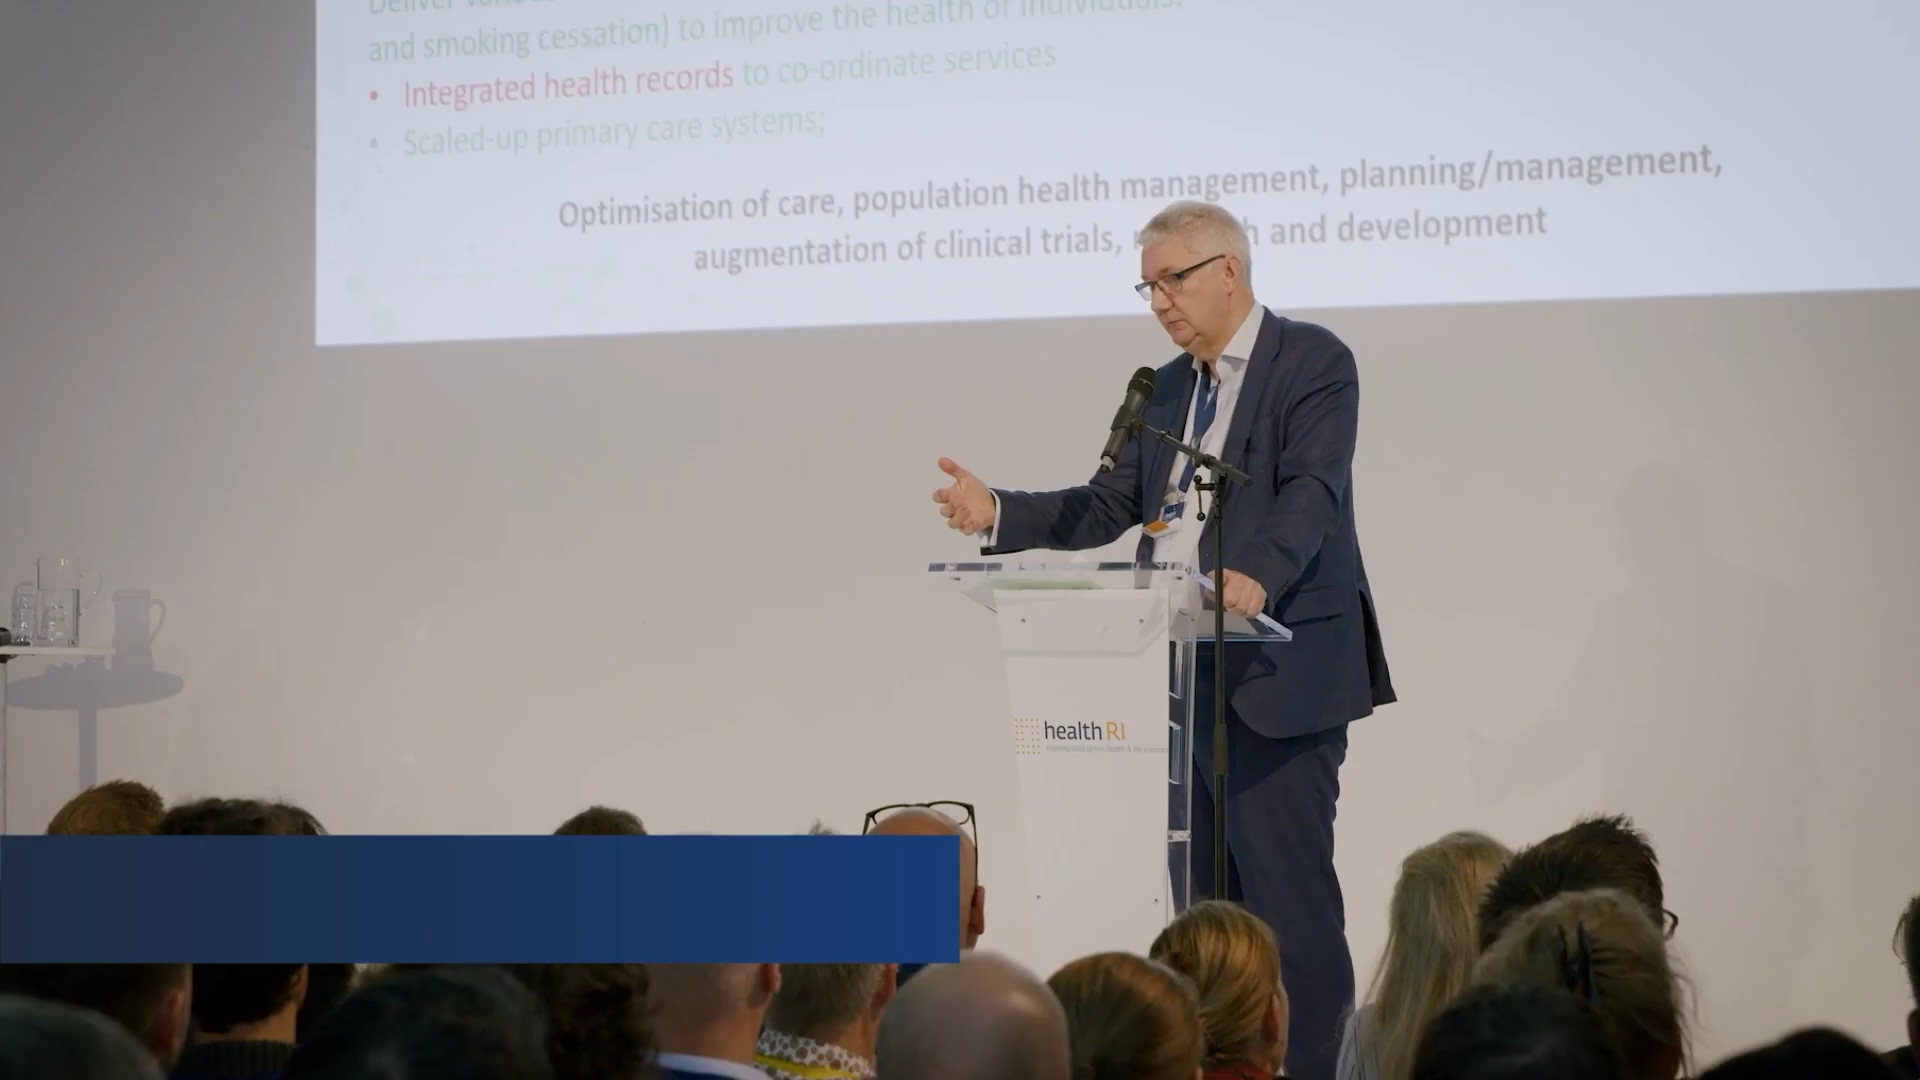 Deliver
and smoking cessation) to improve the health of individuals.
• Integrated health records to co-ordinate services
• Scaled-up primary care systems;
Optimisation of care, population health management, planning/management,
augmentation of clinical trials, and development
health RI